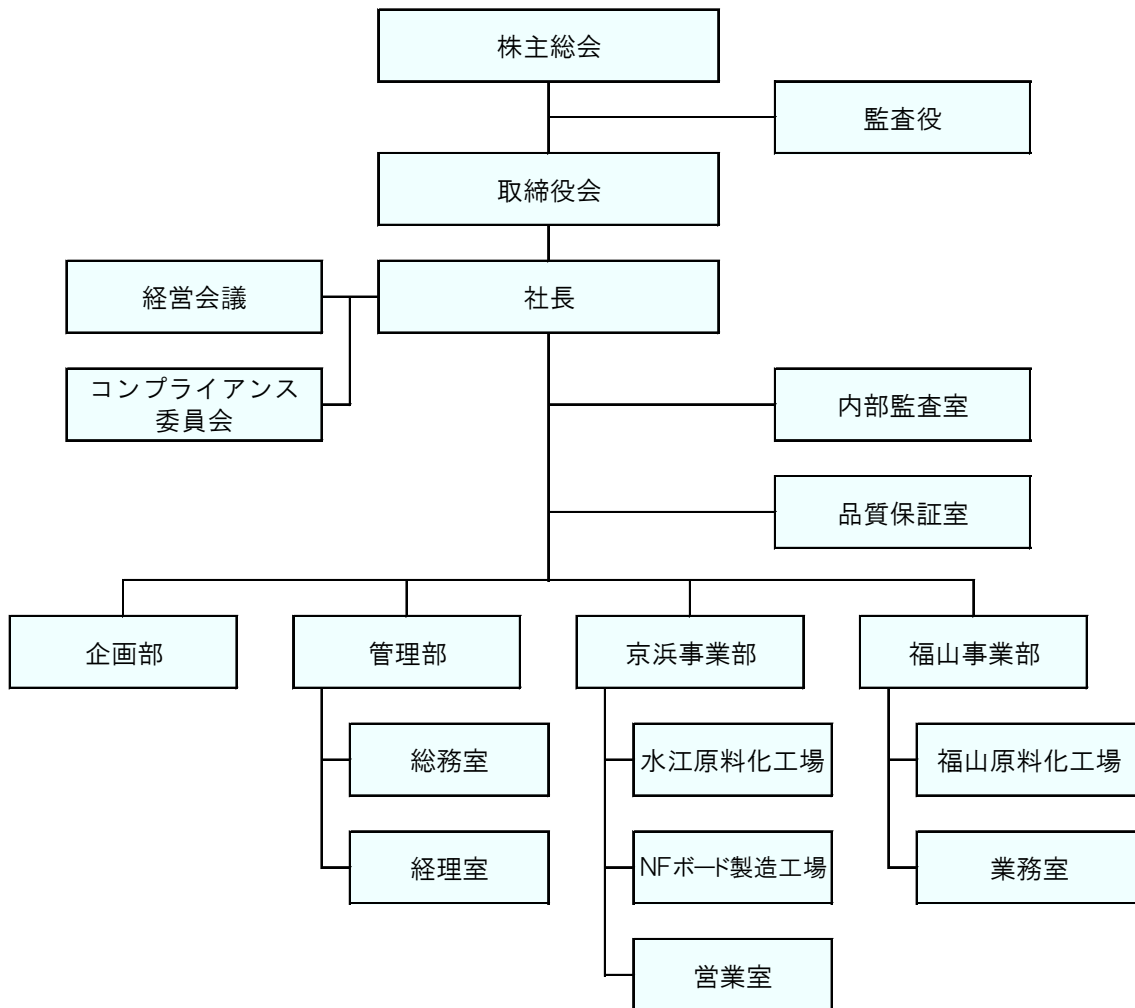 株主総会
監査役
取締役会
経営会議
社長
コンプライアンス
委員会
内部監査室
品質保証室
企画部
管理部
京浜事業部
福山事業部
総務室
水江原料化工場
福山原料化工場
経理室
NFボード製造工場
業務室
営業室